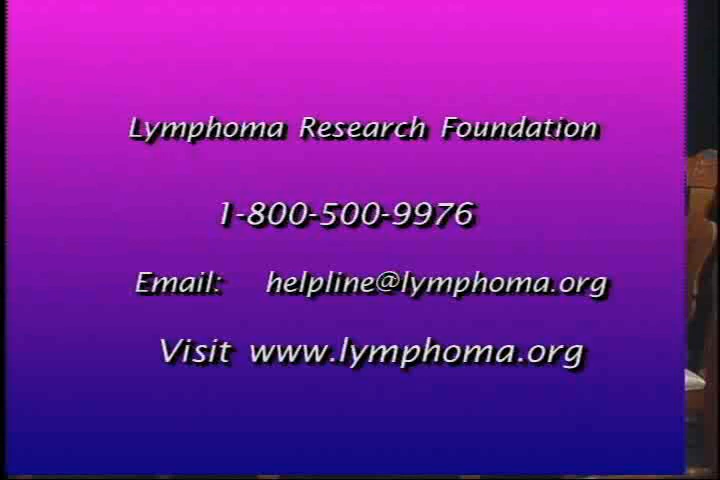 Lymphoma Research Foundation
1-800-500-9976
Email: helpline@lymphoma.org
Visit www.lymphoma.org